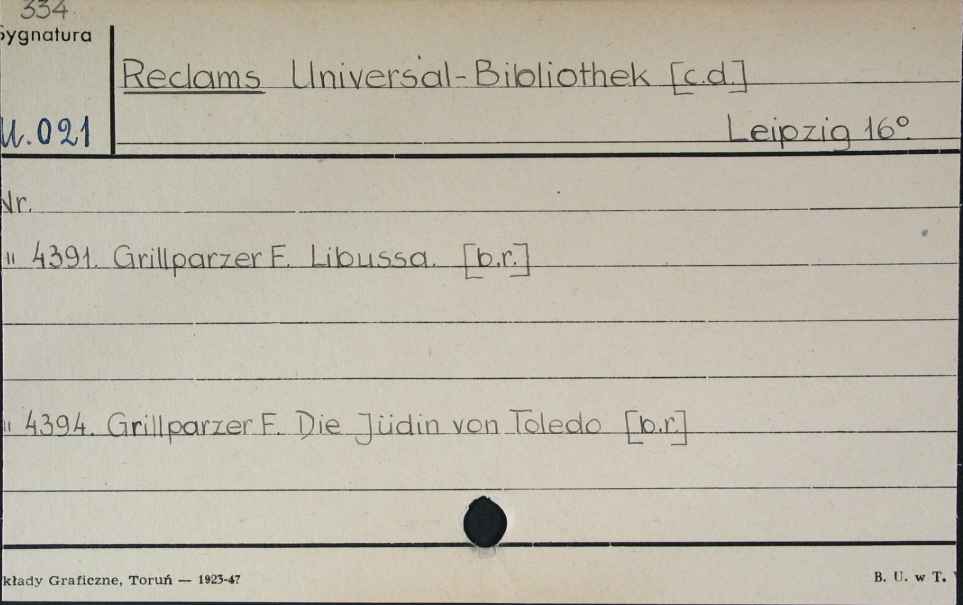 334
Sygnatura
Reclams Universal-Bibliothek [c.d.]
U.021
Leipzig 16°
Nr.
" 4391. Grillparzer F. Libussa. [b.r.]
" 4394. Grillparzer F. Die Jüdin von Toledo [b.r.]
kłady Graficzne, Toruń — 1923-47
B. U. w T.